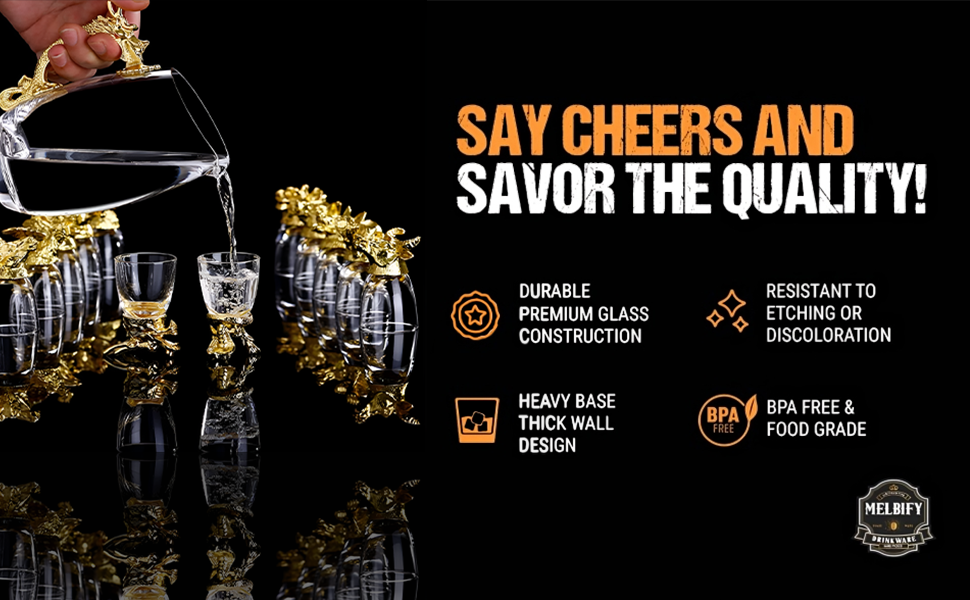 SAY CHEERS AND
SAVOR THE QUALITY!
DURABLE
PREMIUM GLASS
CONSTRUCTION
RESISTANT TO
ETCHING OR
DISCOLORATION
HEAVY BASE
THICK WALL
DESIGN
BPA
FREE
BPA FREE &
FOOD GRADE
MELBIFY
DRINKWARE